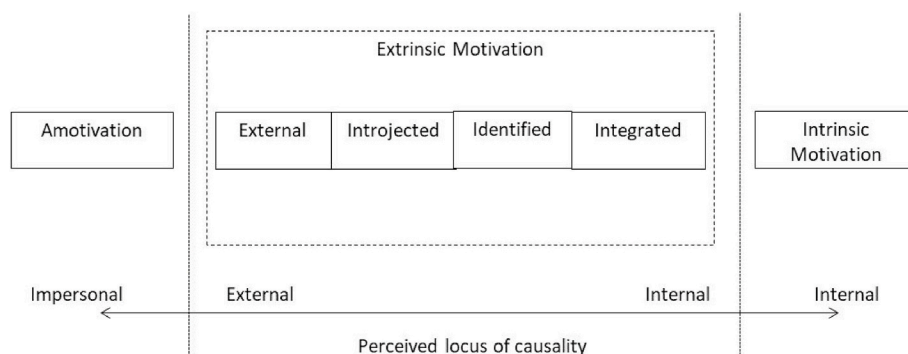 Extrinsic Motivation
Amotivation
External
Introjected
Identified
Integrated
Intrinsic
Motivation
Impersonal
External
Internal
Internal
Perceived locus of causality